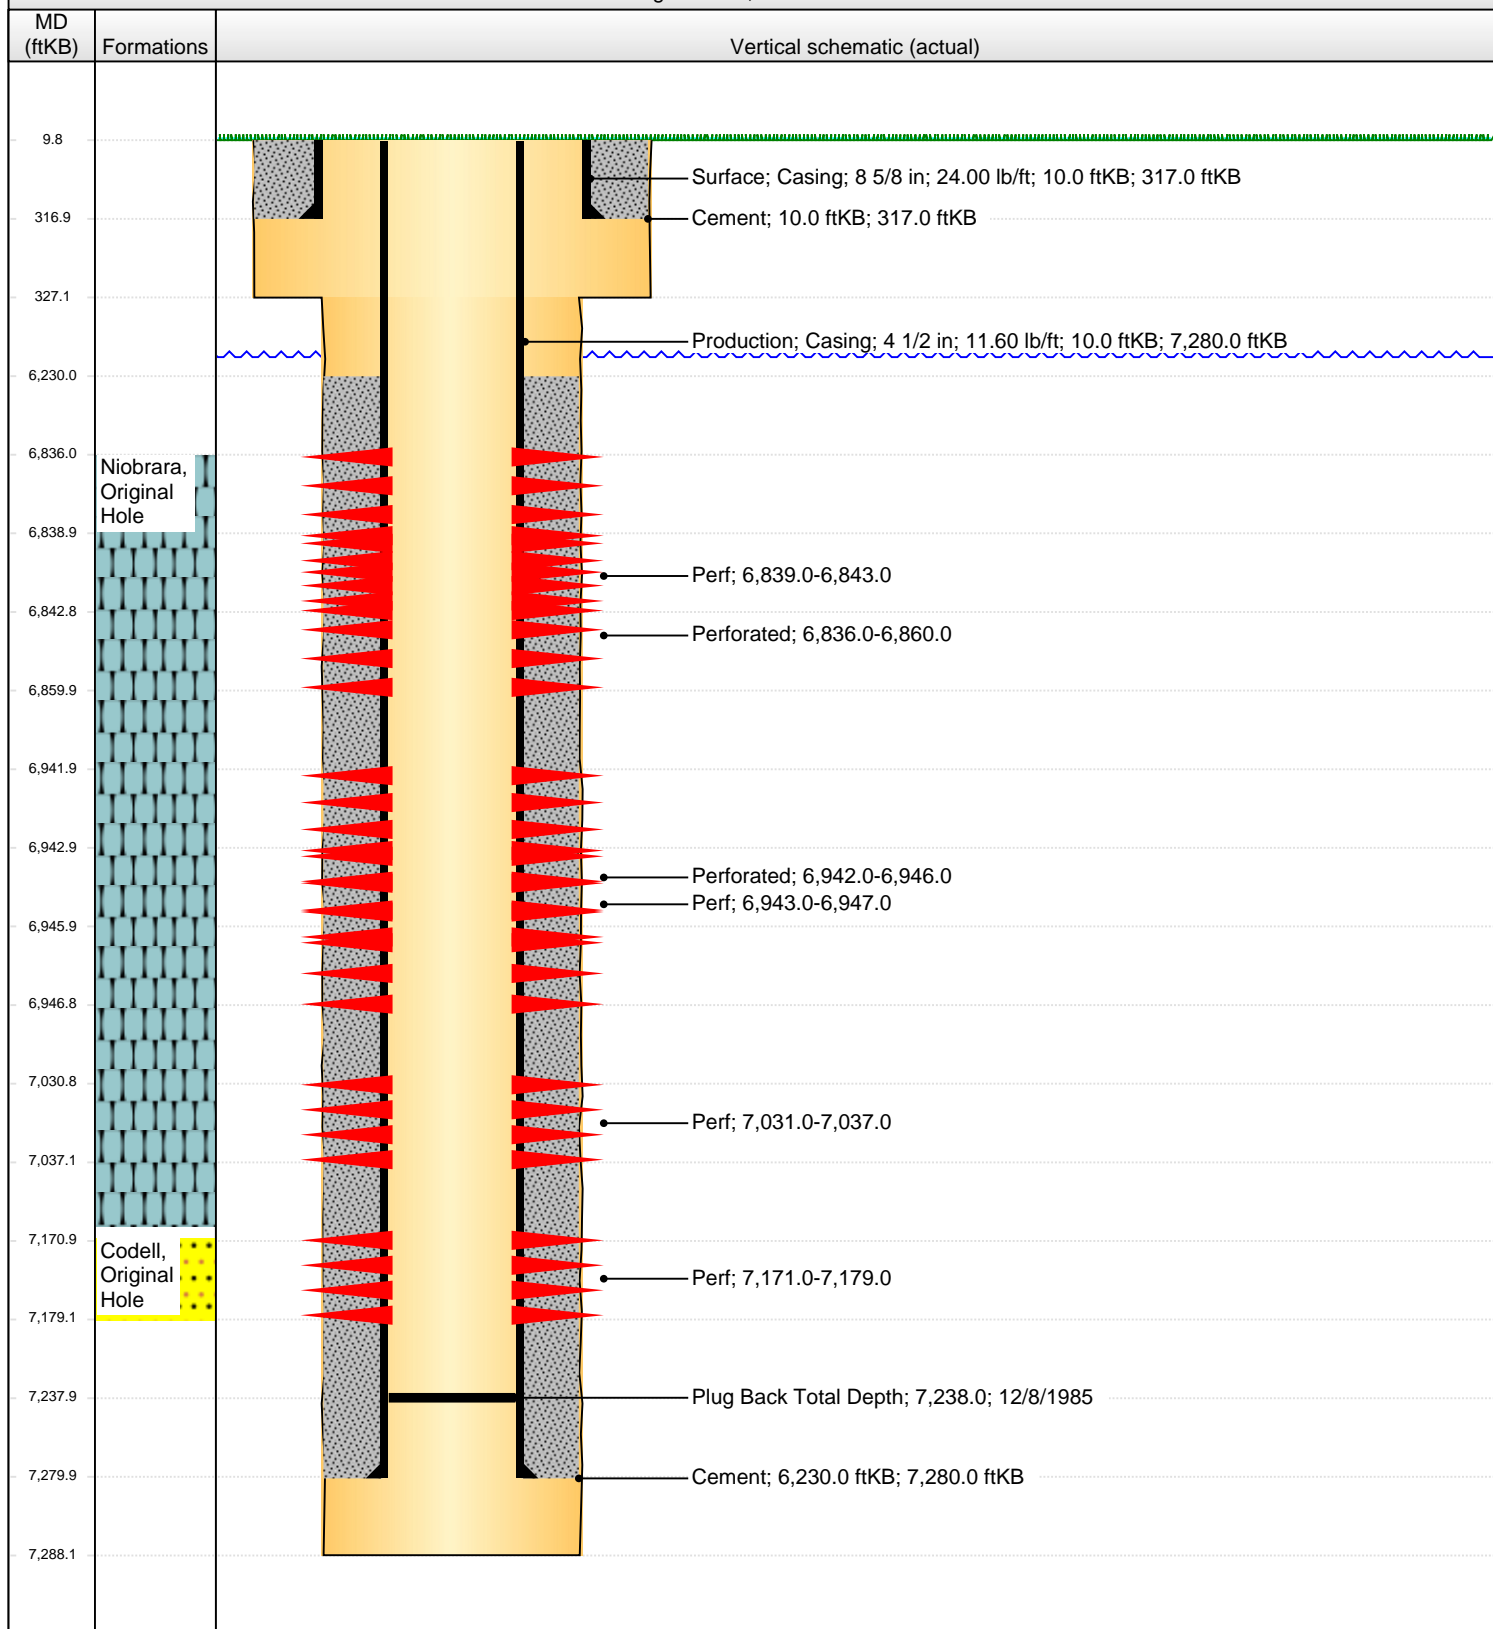 MD
(ftKB)
Formations
Vertical schematic (actual)
9.8
Surface; Casing; 8 5/8 in; 24.00 lb/ft; 10.0 ftKB; 317.0 ftKB
316.9
Cement; 10.0 ftKB; 317.0 ftKB
327.1
Production; Casing; 4 1/2 in; 11.60 lb/ft; 10.0 ftKB; 7,280.0 ftKB
6,230.0
6,836.0
Niobrara,
Original
Hole
6,838.9
Perf; 6,839.0-6,843.0
6,842.8
Perforated; 6,836.0-6,860.0
6,859.9
6,941.9
6,942.9
Perforated; 6,942.0-6,946.0
Perf; 6,943.0-6,947.0
6,945.9
6,946.8
7,030.8
Perf; 7,031.0-7,037.0
7,037.1
7,170.9
Codell,
Original
Hole
Perf; 7,171.0-7,179.0
7,179.1
7,237.9
Plug Back Total Depth; 7,238.0; 12/8/1985
7,279.9
Cement; 6,230.0 ftKB; 7,280.0 ftKB
7,288.1